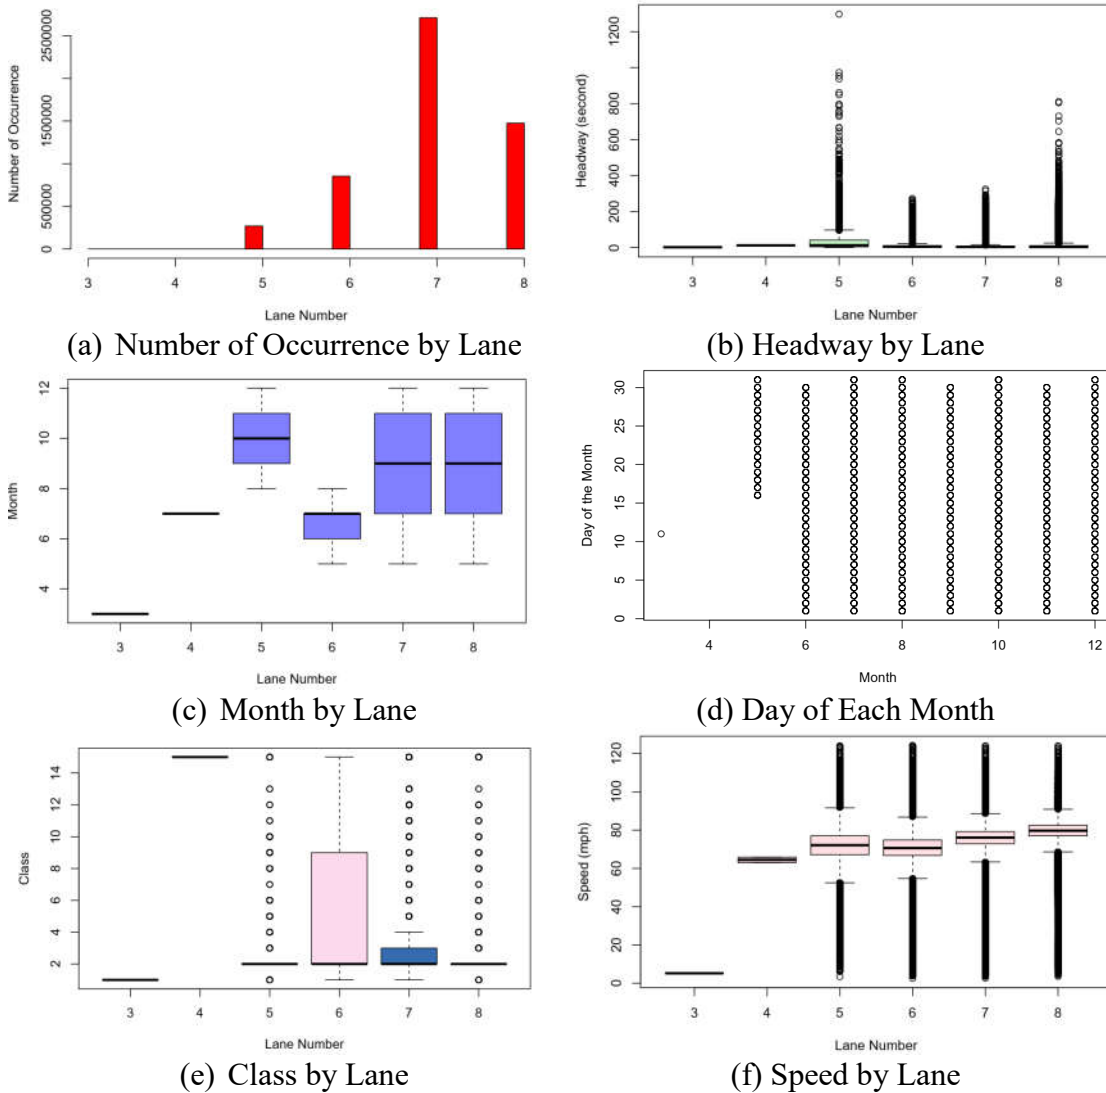 Number of Occurrence
0 500000 1500000 2500000
3 4 5 6 7 8
Lane Number
(a) Number of Occurrence by Lane
Headway (second)
0 200 400 600 800 1200
3 4 5 6 7 8
Lane Number
(b) Headway by Lane
Month
4 6 8 10 12
3 4 5 6 7 8
Lane Number
(c) Month by Lane
Day of the Month
0 5 10 15 20 25 30
4 6 8 10 12
Month
(d) Day of Each Month
Class
2 4 6 8 10 12 14
3 4 5 6 7 8
Lane Number
(e) Class by Lane
Speed (mph)
0 20 40 60 80 100 120
3 4 5 6 7 8
Lane Number
(f) Speed by Lane